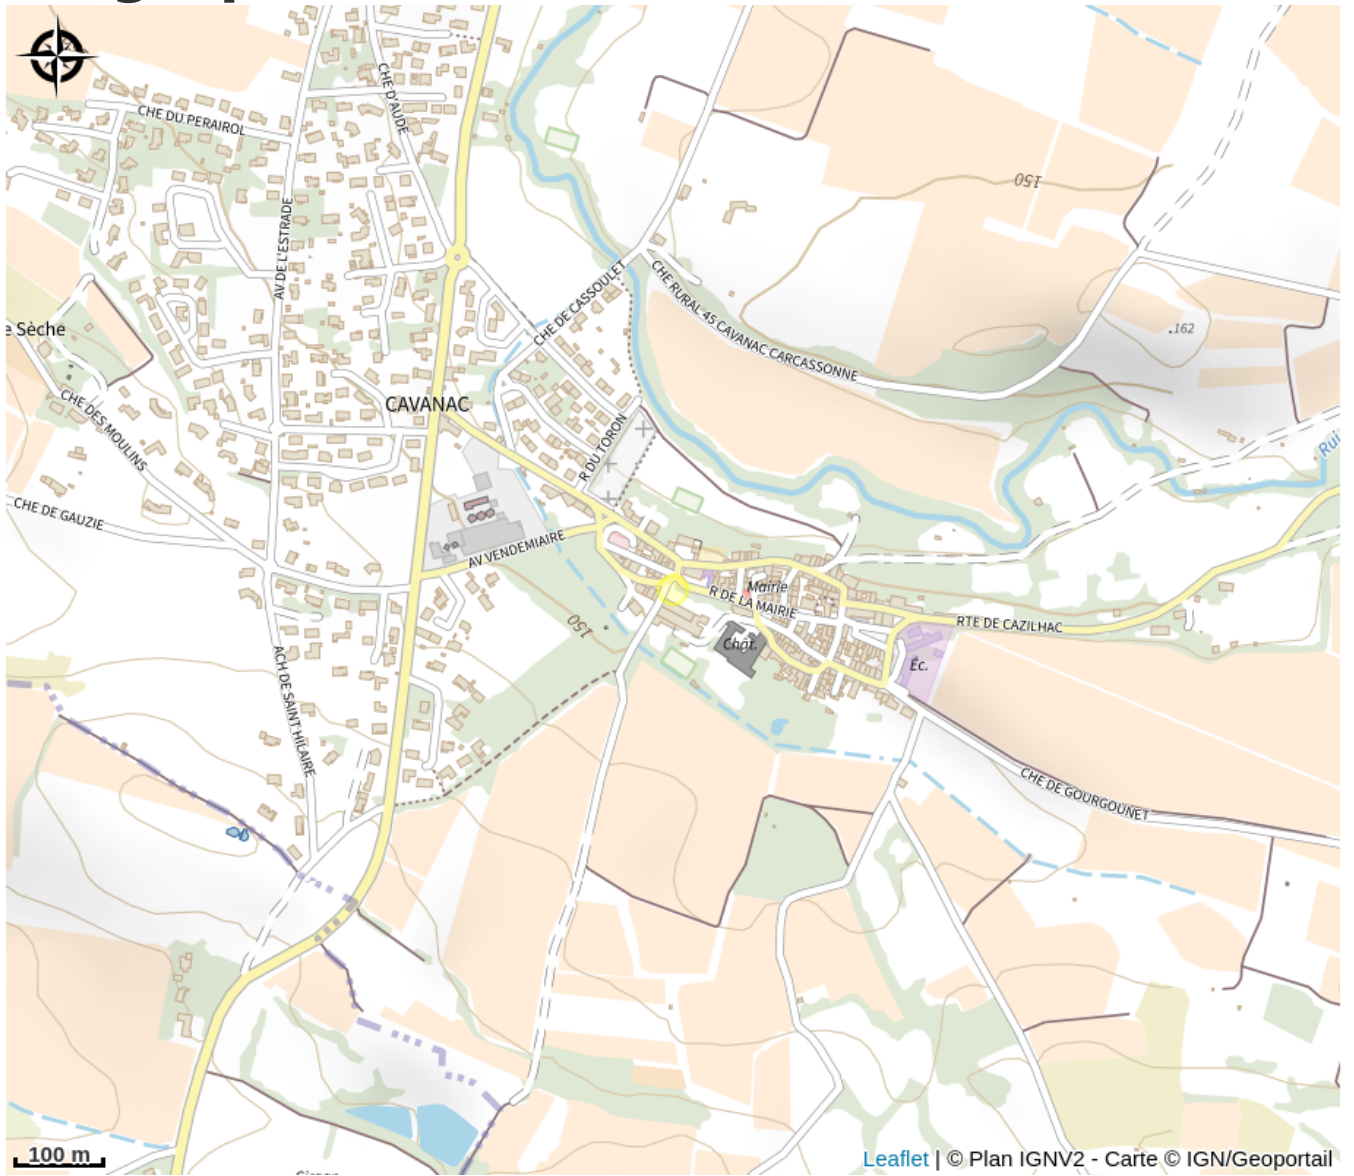 CHE D'AUDE
CHE DU PERAIROL
150
AV DE L'ESTRADE
CHE DE CASSOULET
CHE RURAL 45 CAVANAC CARCASSONNE
.162
e Sèche
CHE DES MOULINS
CAVANAC
R DU TORON
CHE DE GAUZIE
AV VENDEMIAIRE
Mairie
R DE LA MAIRIE
150
RTE DE CAZILHAC
Chât.
Éc.
ACH DE SAINT-HILAIRE
CHE DE GOURGOUNET
100 m
Leaflet | © Plan IGNV2 - Carte © IGN/Geoportail